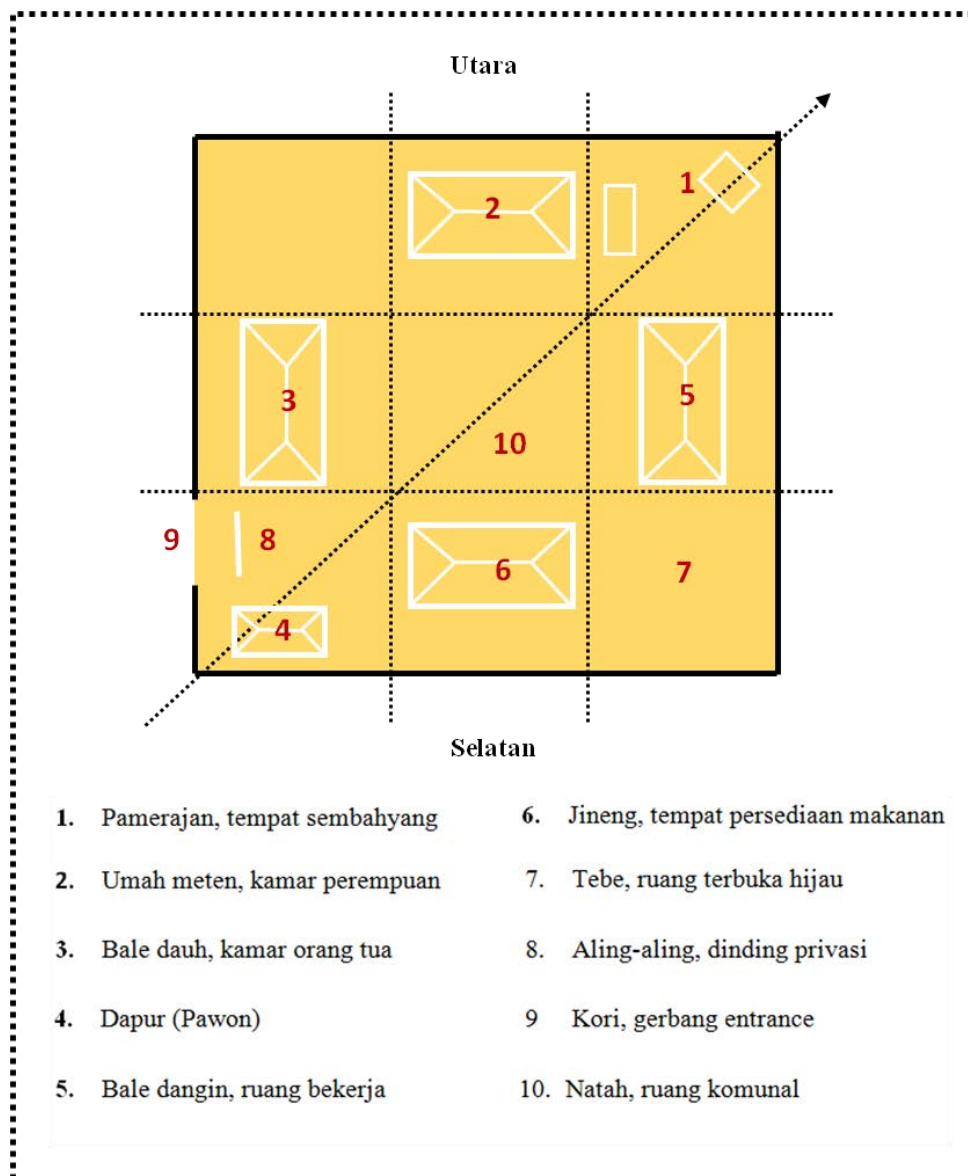 Utara
1
2
3
5
10
9
8
6
7
4
Selatan
1. Pamerajan, tempat sembahyang
2. Umah meten, kamar perempuan
3. Bale dauh, kamar orang tua
4. Dapur (Pawon)
5. Bale dangin, ruang bekerja
6. Jineng, tempat persediaan makanan
7. Tebe, ruang terbuka hijau
8. Aling-aling, dinding privasi
9 Kori, gerbang entrance
10. Natah, ruang komunal